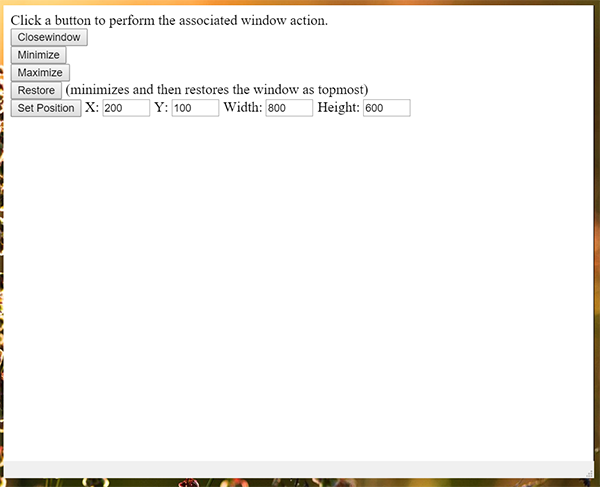 Click a button to perform the associated window action.
Closewindow
Minimize
Maximize
Restore (minimizes and then restores the window as topmost)
Set Position X: 200 Y: 100 Width: 800 Height: 600